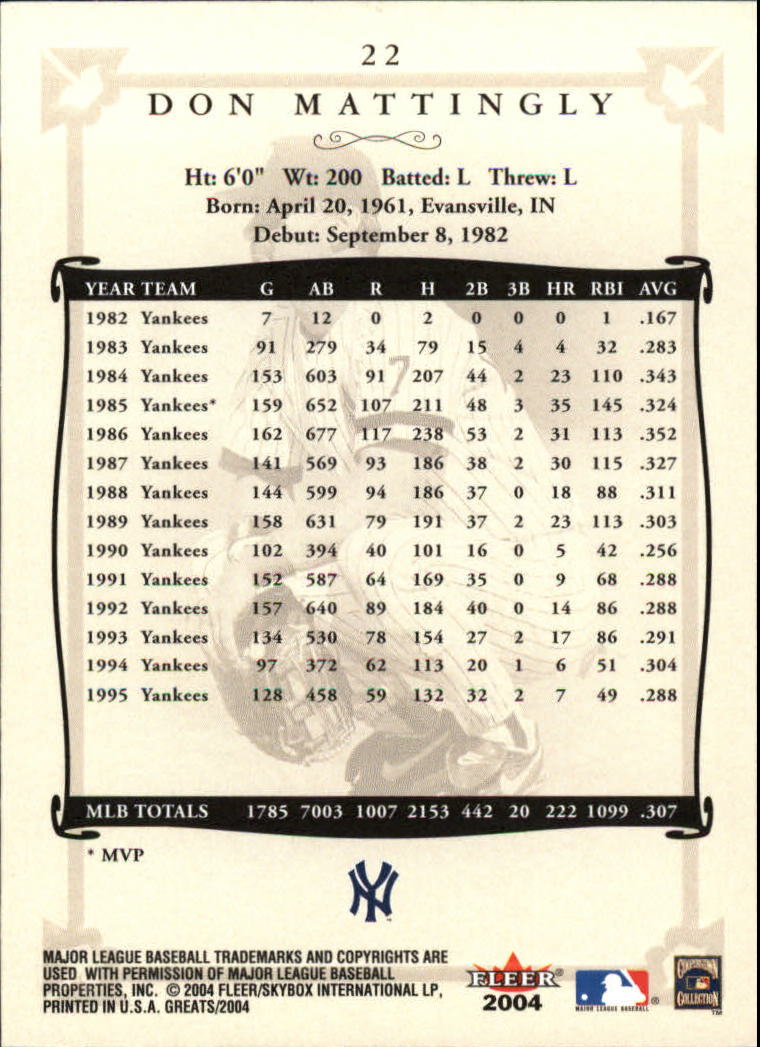 22
DON MATTINGLY
Ht: 6'0" Wt: 200 Batted: L Threw: L
Born: April 20, 1961, Evansville, IN
Debut: September 8, 1982
YEAR TEAM G AB R H 2B 3B HR RBI AVG
1982 Yankees 7 12 0 2 0 0 0 1 .167
1983 Yankees 91 279 34 79 15 4 4 32 .283
1984 Yankees 153 603 91 207 44 2 23 110 .343
1985 Yankees* 159 652 107 211 48 3 35 145 .324
1986 Yankees 162 677 117 238 53 2 31 113 .352
1987 Yankees 141 569 93 186 38 2 30 115 .327
1988 Yankees 144 599 94 186 37 0 18 88 .311
1989 Yankees 158 631 79 191 37 2 23 113 .303
1990 Yankees 102 394 40 101 16 0 5 42 .256
1991 Yankees 152 587 64 169 35 0 9 68 .288
1992 Yankees 157 640 89 184 40 0 14 86 .288
1993 Yankees 134 530 78 154 27 2 17 86 .291
1994 Yankees 97 372 62 113 20 1 6 51 .304
1995 Yankees 128 458 59 132 32 2 7 49 .288
MLB TOTALS 1785 7003 1007 2153 442 20 222 1099 .307
* MVP
NY
MAJOR LEAGUE BASEBALL TRADEMARKS AND COPYRIGHTS ARE
USED WITH PERMISSION OF MAJOR LEAGUE BASEBALL
PROPERTIES, INC. © 2004 FLEER/SKYBOX INTERNATIONAL LP,
PRINTED IN U.S.A. GREATS/2004
FLEER®
2004
MAJOR LEAGUE BASEBALL ®
COOPERSTOWN
COLLECTION
TM